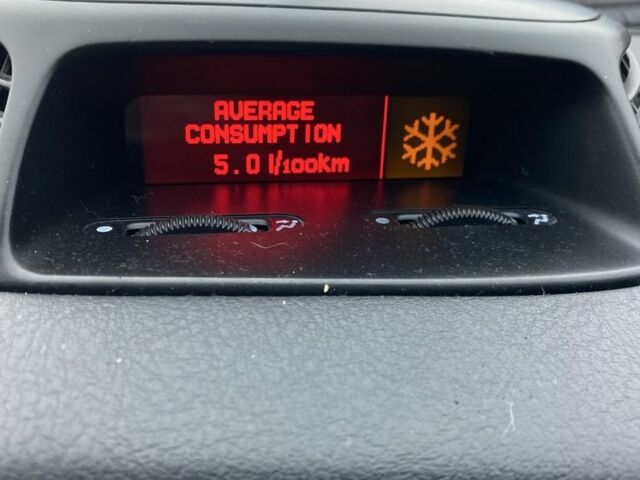 AVERAGE
CONSUMPTION
5.0 l/100km